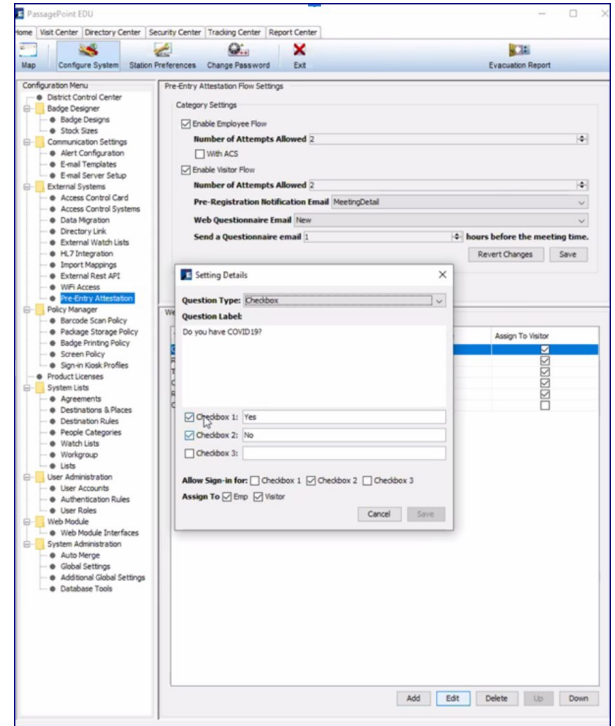 PassagePoint EDU
Home Visit Center Directory Center Security Center Tracking Center Report Center
Map Configure System Station Preferences Change Password Exit Evacuation Report
Configuration Menu
District Control Center
Badge Designer
Badge Designs
Stock Sizes
Communication Settings
Alert Configuration
E-mail Templates
E-mail Server Setup
External Systems
Access Control Card
Access Control Systems
Data Migration
Directory Link
External Watch Lists
HL7 Integration
Import Mappings
External Rest API
WiFi Access
Pre-Entry Attestation
Policy Manager
Barcode Scan Policy
Package Storage Policy
Badge Printing Policy
Screen Policy
Sign-in Kiosk Profiles
Product Licenses
System Lists
Agreements
Destinations & Places
Destination Rules
People Categories
Watch Lists
Workgroup
Lists
User Administration
User Accounts
Authentication Rules
User Roles
Web Module
Web Module Interfaces
System Administration
Auto Merge
Global Settings
Additional Global Settings
Database Tools
Pre-Entry Attestation Flow Settings
Category Settings
Enable Employee Flow
Number of Attempts Allowed 2
With ACS
Enable Visitor Flow
Number of Attempts Allowed 2
Pre-Registration Notification Email MeetingDetail
Web Questionnaire Email New
Send a Questionnaire email 1 hours before the meeting time.
Revert Changes Save
Assign To Visitor
Setting Details
Question Type: Checkbox
Question Label:
Do you have COVID19?
Checkbox 1: Yes
Checkbox 2: No
Checkbox 3:
Allow Sign-in for: Checkbox 1 Checkbox 2 Checkbox 3
Assign To Emp Visitor
Cancel Save
Add Edit Delete Up Down